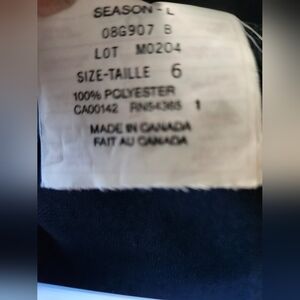 SEASON - L
08G907 B
LOT M0204
SIZE-TAILLE 6
100% POLYESTER
CA00142 RN54365 1
MADE IN CANADA
FAIT AU CANADA